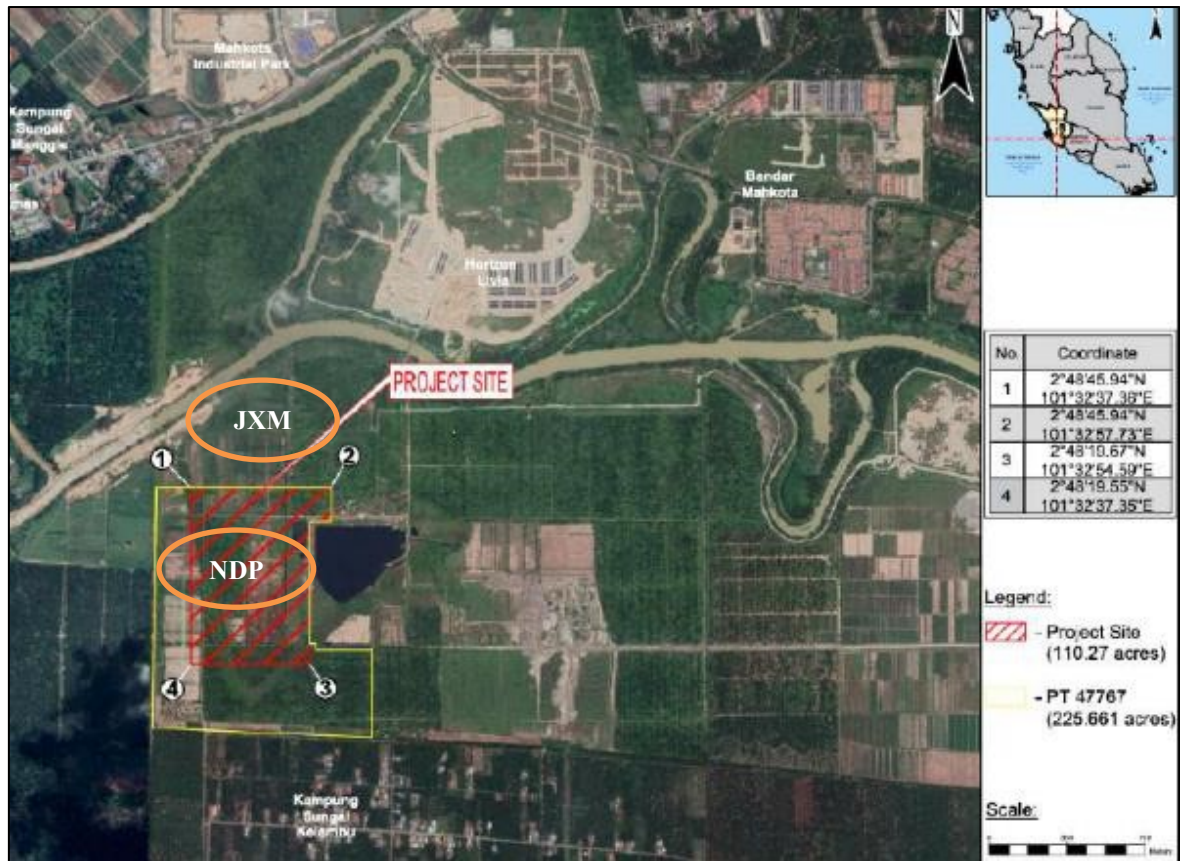 Mahkota
Industrial Park
Kampung
Sungai
Manggis
Bandar
Mahkota
Horizon
Livia
PROJECT SITE
JXM
1
2
NDP
4
3
Kampung
Sungai
Kelambu
N
No.
Coordinate
1
2°48'45.94"N
101°32'37.36"E
2
2°48'45.94"N
101°32'57.73"E
3
2°48'19.67"N
101°32'54.59"E
4
2°48'19.55"N
101°32'37.35"E
Legend:
- Project Site
(110.27 acres)
- PT 47767
(225.661 acres)
Scale:
0